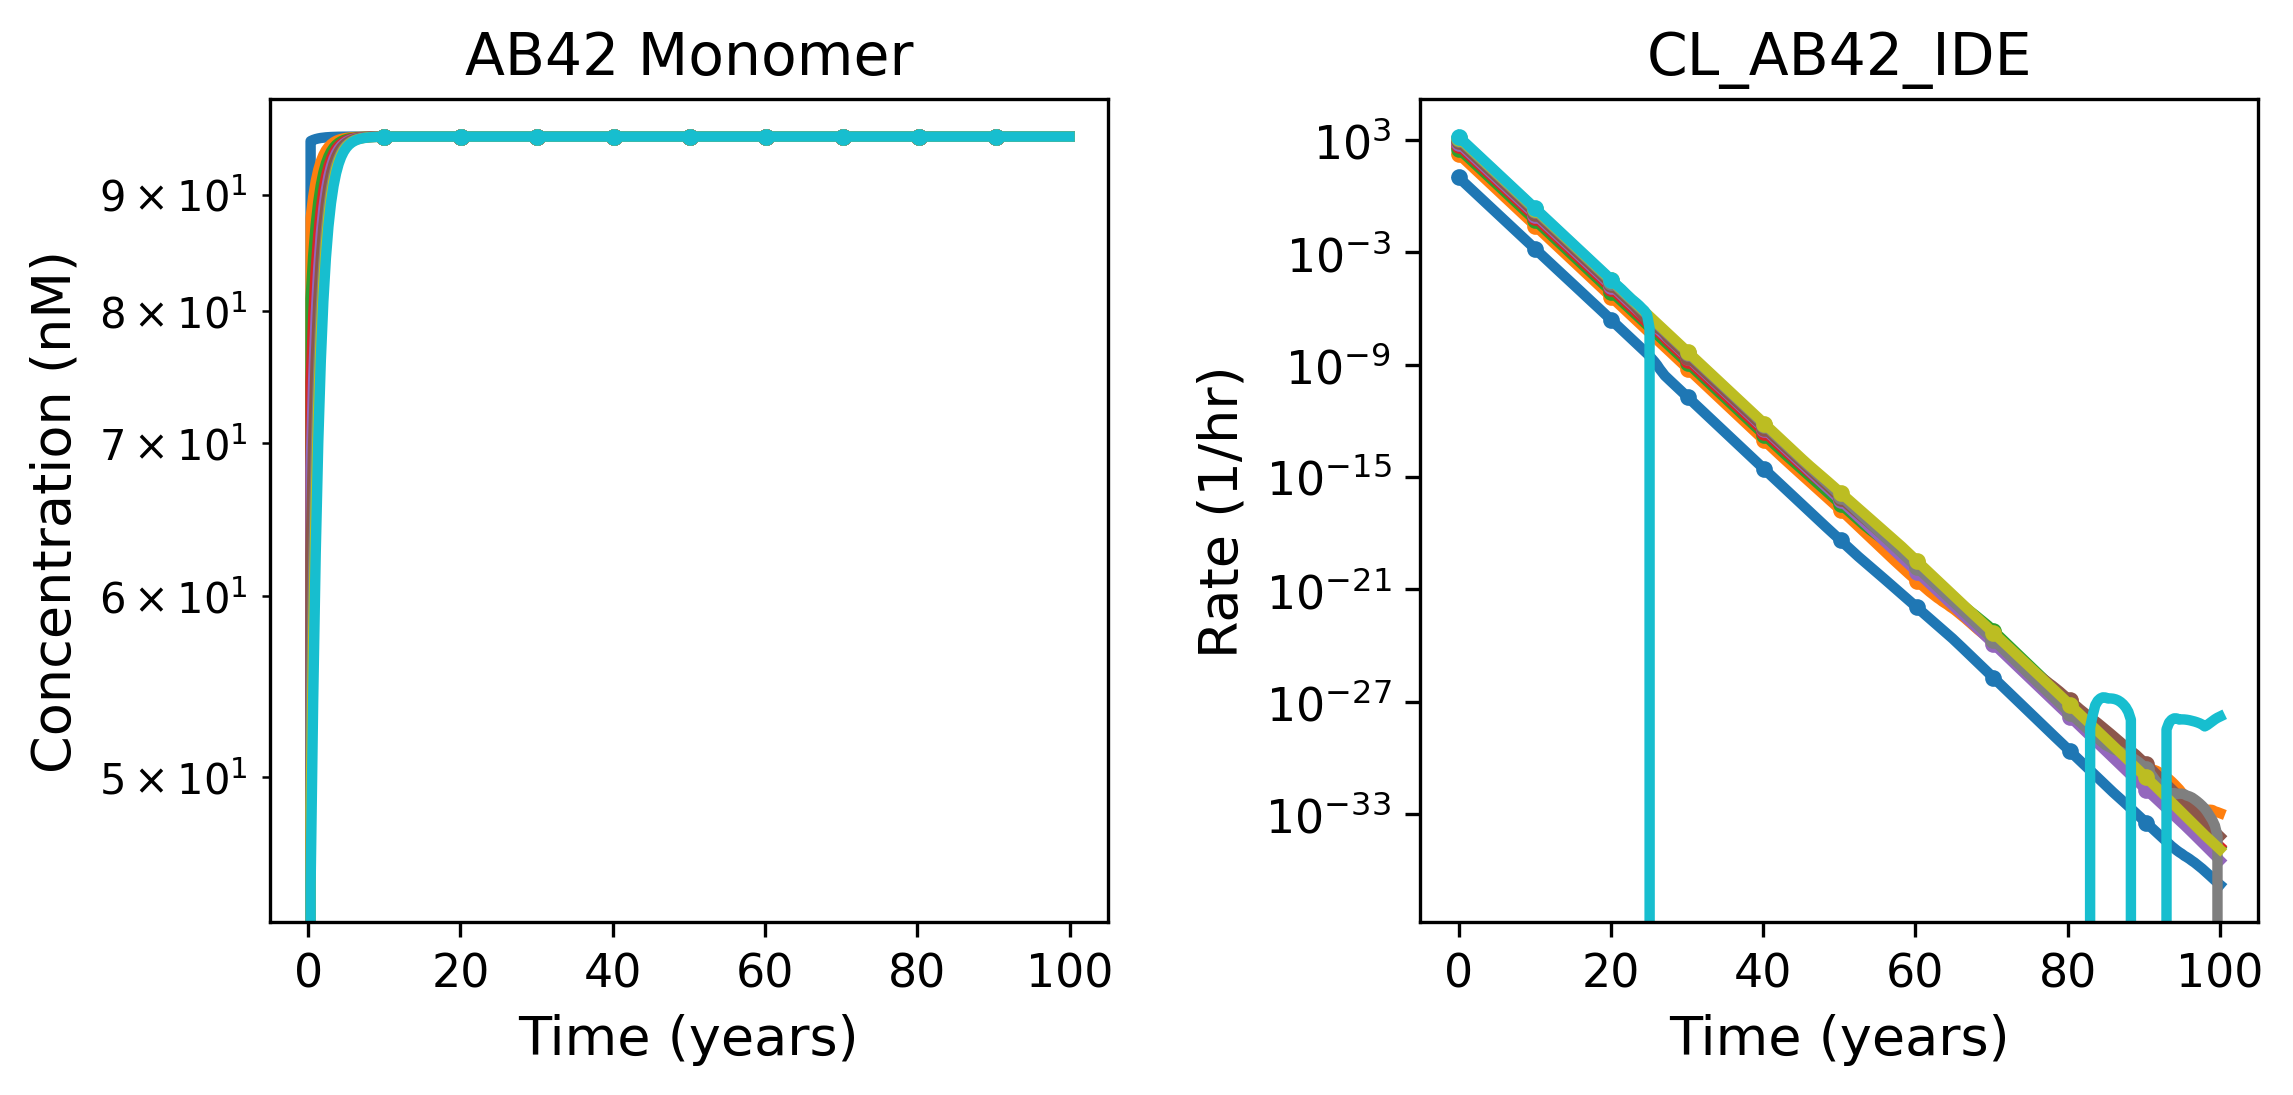 AB42 Monomer
Concentration (nM)
9 × 10¹
8 × 10¹
7 × 10¹
6 × 10¹
5 × 10¹
0 20 40 60 80 100
Time (years)
CL_AB42_IDE
Rate (1/hr)
10³
10⁻³
10⁻⁹
10⁻¹⁵
10⁻²¹
10⁻²⁷
10⁻³³
0 20 40 60 80 100
Time (years)